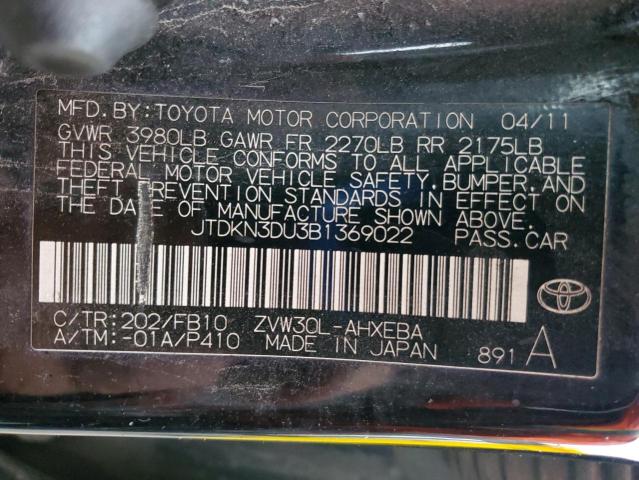 MFD.BY:TOYOTA MOTOR CORPORATION 04/11
GVWR 3980LB GAWR FR 2270LB RR 2175LB
THIS VEHICLE CONFORMS TO ALL APPLICABLE
FEDERAL MOTOR VEHICLE SAFETY,BUMPER,AND
THEFT PREVENTION STANDARDS IN EFFECT ON
THE DATE OF MANUFACTURE SHOWN ABOVE.
JTDKN3DU3B1369022 PASS.CAR
C/TR:202/FB10 ZVW30L-AHXEBA
A/TM:-01A/P410 MADE IN JAPAN 891 A
TOYOTA